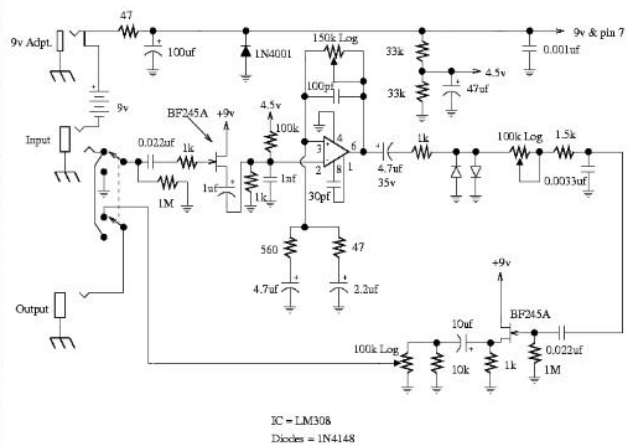 47
9v Adpt.
100uf
1N4001
150k Log
100pf
33k
33k
4.5v
47uf
9v & pin 7
0.001uf
9v
BF245A
+9v
4.5v
100k
Input
0.022uf
1k
1uf
1M
1k
1nf
3
2
4
6
8
1
30pf
+
4.7uf
35v
1k
100k Log
1.5k
0.0033uf
560
47
4.7uf
2.2uf
Output
+9v
BF245A
10uf
100k Log
10k
1k
0.022uf
1M
IC = LM308
Diodes = 1N4148